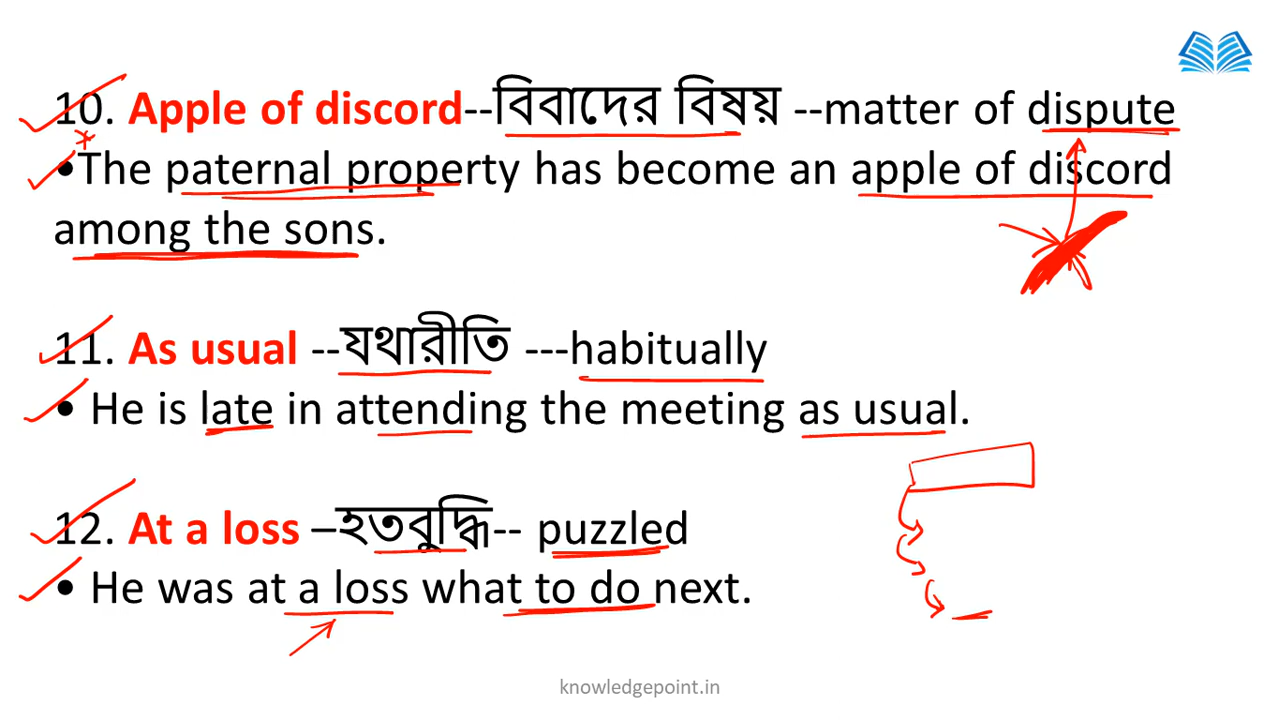 10. Apple of discord--বিবাদের বিষয় --matter of dispute
•The paternal property has become an apple of discord
among the sons.
11. As usual --যথারীতি ---habitually
• He is late in attending the meeting as usual.
12. At a loss –হতবুদ্ধি-- puzzled
• He was at a loss what to do next.
knowledgepoint.in